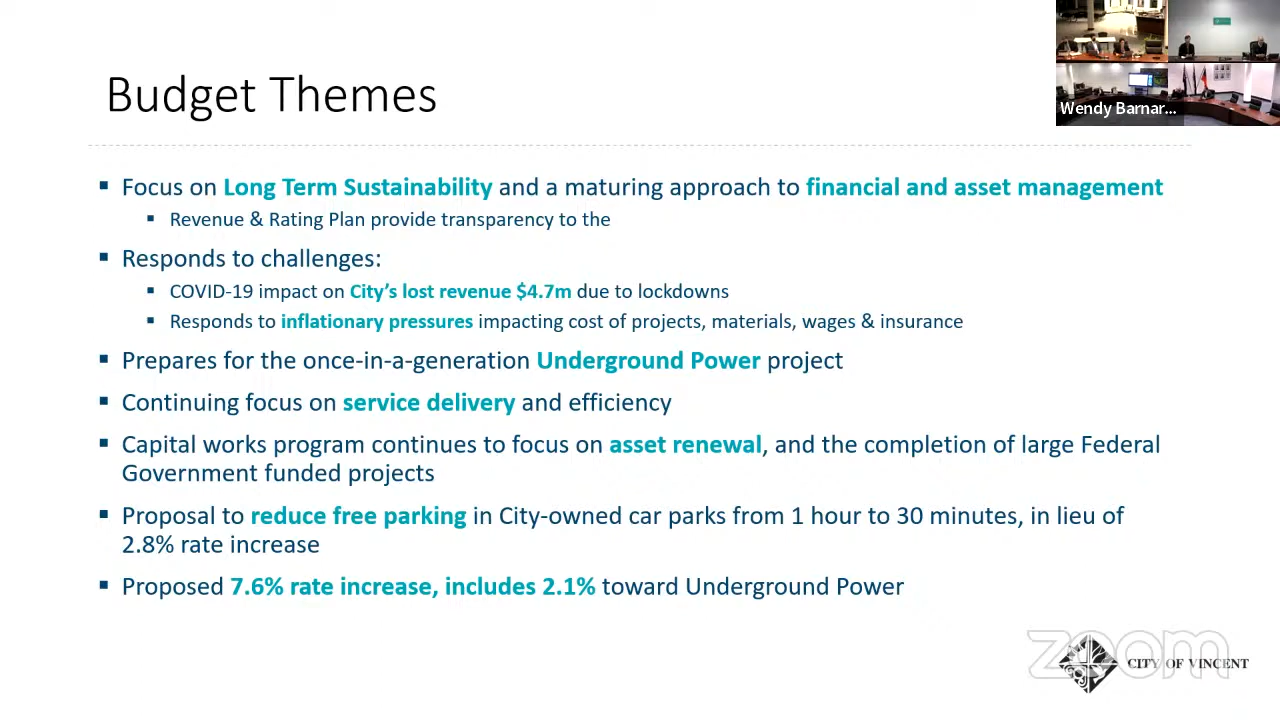 Budget Themes
Wendy Barnar...
Focus on Long Term Sustainability and a maturing approach to financial and asset management
Revenue & Rating Plan provide transparency to the
Responds to challenges:
COVID-19 impact on City's lost revenue $4.7m due to lockdowns
Responds to inflationary pressures impacting cost of projects, materials, wages & insurance
Prepares for the once-in-a-generation Underground Power project
Continuing focus on service delivery and efficiency
Capital works program continues to focus on asset renewal, and the completion of large Federal
Government funded projects
Proposal to reduce free parking in City-owned car parks from 1 hour to 30 minutes, in lieu of
2.8% rate increase
Proposed 7.6% rate increase, includes 2.1% toward Underground Power
zoom
CITY OF VINCENT